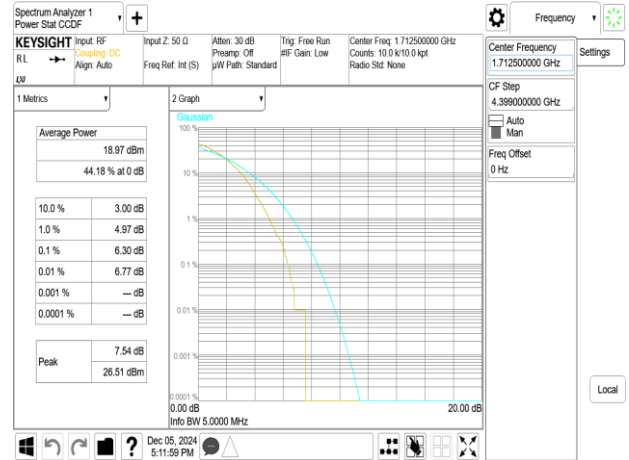 Spectrum Analyzer 1
Power Stat CCDF
+
Frequency
KEYSIGHT
RL
LXI
Input: RF
Coupling: DC
Align: Auto
Input Z: 50 Ω
Freq Ref: Int (S)
Atten: 30 dB
Preamp: Off
µW Path: Standard
Trig: Free Run
#IF Gain: Low
Center Freq: 1.712500000 GHz
Counts: 10.0 k/10.0 kpt
Radio Std: None
Center Frequency
1.712500000 GHz
Settings
CF Step
4.399000000 GHz
Auto
Man
Freq Offset
0 Hz
1 Metrics
Average Power
18.97 dBm
44.18 % at 0 dB
10.0 % 3.00 dB
1.0 % 4.97 dB
0.1 % 6.30 dB
0.01 % 6.77 dB
0.001 % --- dB
0.0001 % --- dB
Peak
7.54 dB
26.51 dBm
2 Graph
Gaussian
100 %
10 %
1 %
0.1 %
0.01 %
0.001 %
0.0001 %
0.00 dB 20.00 dB
Info BW 5.0000 MHz
Local
?
Dec 05, 2024
5:11:59 PM